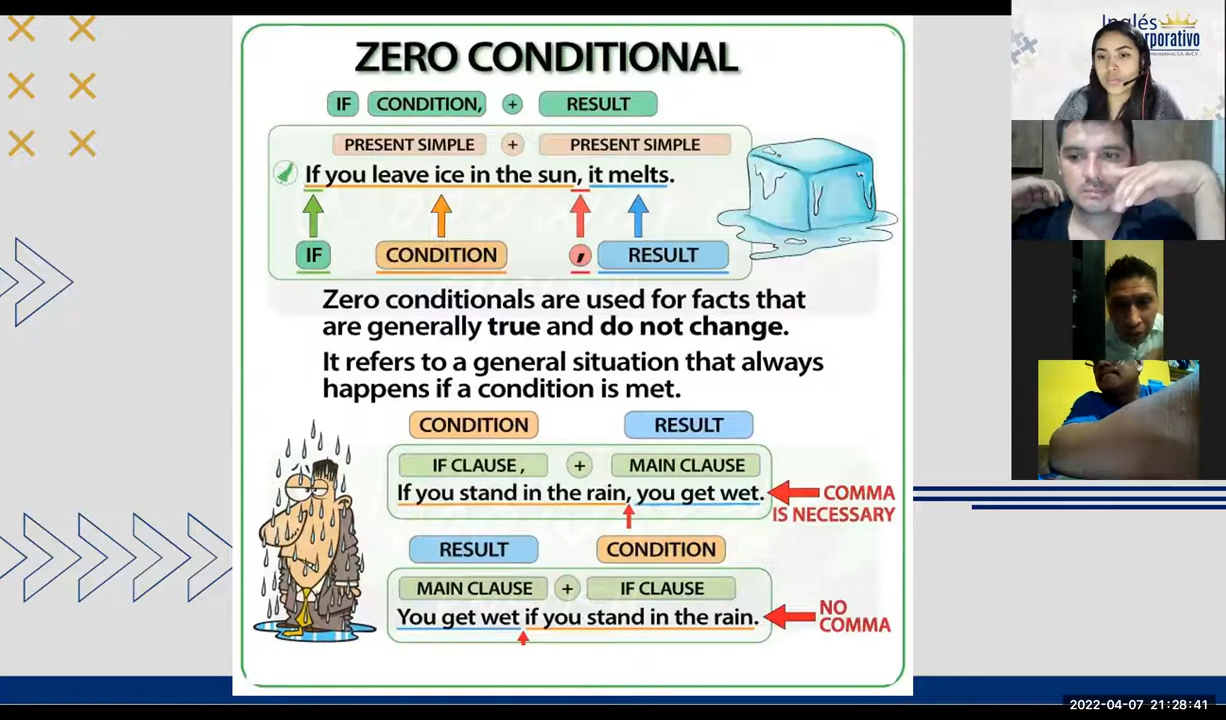 ZERO CONDITIONAL
IF CONDITION, + RESULT
PRESENT SIMPLE + PRESENT SIMPLE
If you leave ice in the sun, it melts.
IF CONDITION , RESULT
Zero conditionals are used for facts that
are generally true and do not change.
It refers to a general situation that always
happens if a condition is met.
CONDITION RESULT
IF CLAUSE, + MAIN CLAUSE
If you stand in the rain, you get wet.
COMMA
IS NECESSARY
RESULT CONDITION
MAIN CLAUSE + IF CLAUSE
You get wet if you stand in the rain.
NO
COMMA
Inglés
rporativo
2022-04-07 21:28:41